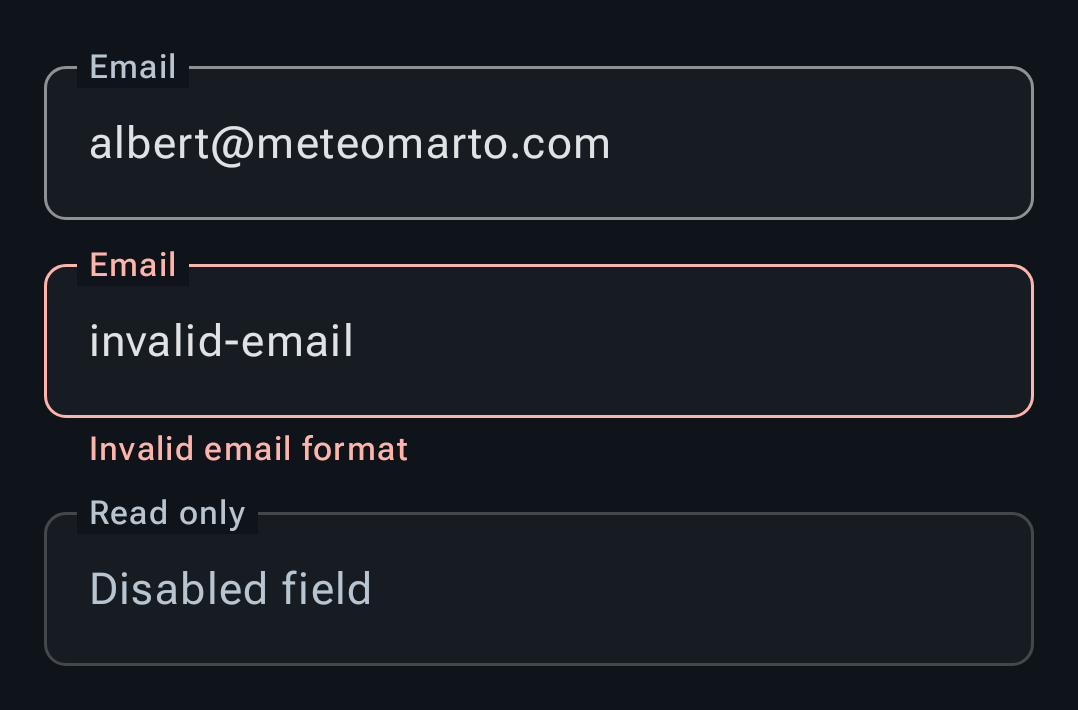 Email
albert@meteomarto.com
Email
invalid-email
Invalid email format
Read only
Disabled field